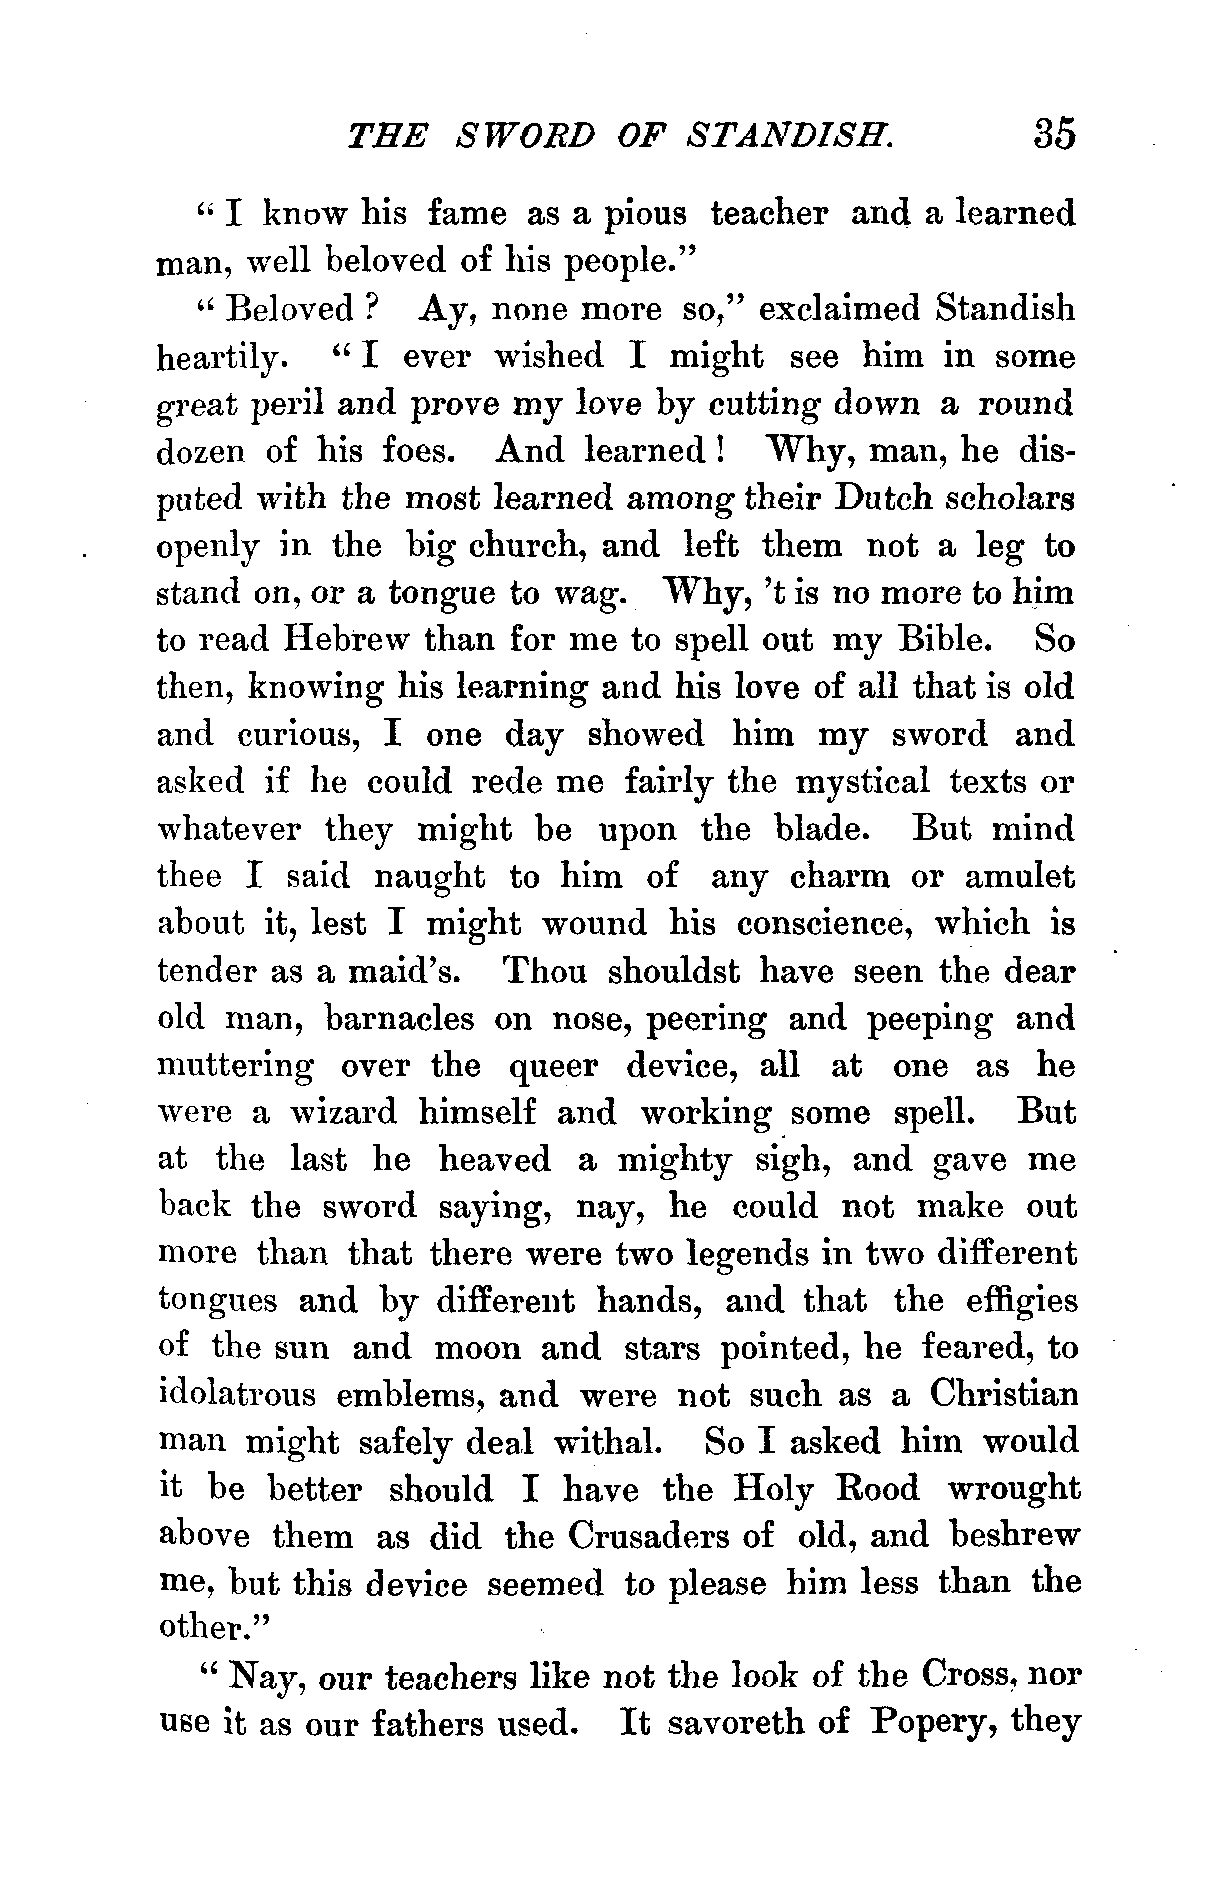 THE SWORD OF STANDISH. 35
“ I know his fame as a pious teacher and a learned
man, well beloved of his people.”
“ Beloved ? Ay, none more so,” exclaimed Standish
heartily. “ I ever wished I might see him in some
great peril and prove my love by cutting down a round
dozen of his foes. And learned ! Why, man, he dis-
puted with the most learned among their Dutch scholars
openly in the big church, and left them not a leg to
stand on, or a tongue to wag. Why, ’t is no more to him
to read Hebrew than for me to spell out my Bible. So
then, knowing his learning and his love of all that is old
and curious, I one day showed him my sword and
asked if he could rede me fairly the mystical texts or
whatever they might be upon the blade. But mind
thee I said naught to him of any charm or amulet
about it, lest I might wound his conscience, which is
tender as a maid’s. Thou shouldst have seen the dear
old man, barnacles on nose, peering and peeping and
muttering over the queer device, all at one as he
were a wizard himself and working some spell. But
at the last he heaved a mighty sigh, and gave me
back the sword saying, nay, he could not make out
more than that there were two legends in two different
tongues and by different hands, and that the effigies
of the sun and moon and stars pointed, he feared, to
idolatrous emblems, and were not such as a Christian
man might safely deal withal. So I asked him would
it be better should I have the Holy Rood wrought
above them as did the Crusaders of old, and beshrew
me, but this device seemed to please him less than the
other.”
“ Nay, our teachers like not the look of the Cross, nor
use it as our fathers used. It savoreth of Popery, they